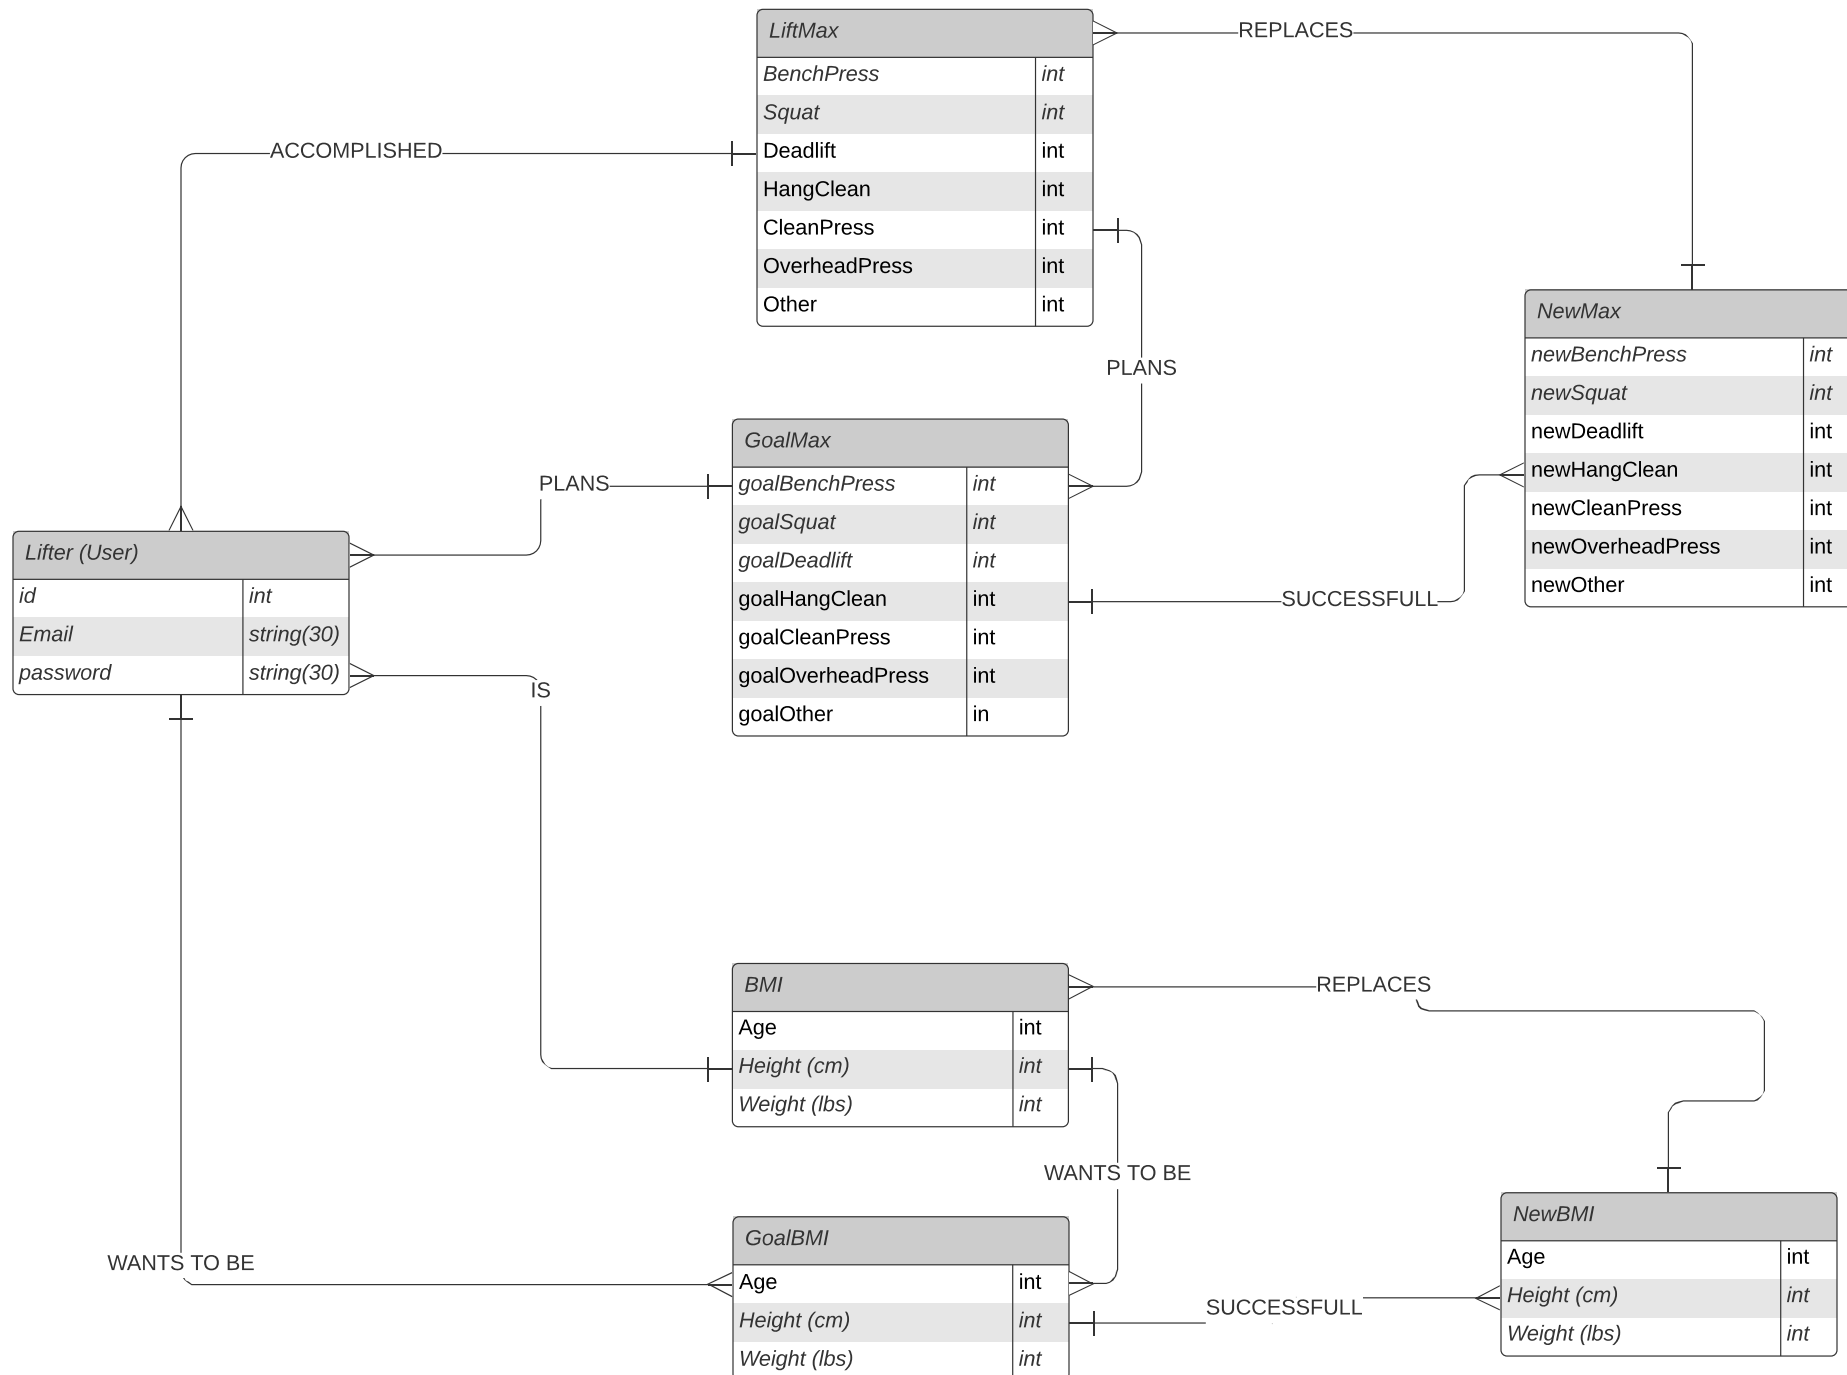 LiftMax
BenchPress int
Squat int
Deadlift int
HangClean int
CleanPress int
OverheadPress int
Other int
REPLACES
ACCOMPLISHED
PLANS
NewMax
newBenchPress int
newSquat int
newDeadlift int
newHangClean int
newCleanPress int
newOverheadPress int
newOther int
GoalMax
goalBenchPress int
goalSquat int
goalDeadlift int
goalHangClean int
goalCleanPress int
goalOverheadPress int
goalOther in
PLANS
SUCCESSFULL
Lifter (User)
id int
Email string(30)
password string(30)
IS
BMI
Age int
Height (cm) int
Weight (lbs) int
REPLACES
WANTS TO BE
WANTS TO BE
GoalBMI
Age int
Height (cm) int
Weight (lbs) int
SUCCESSFULL
NewBMI
Age int
Height (cm) int
Weight (lbs) int